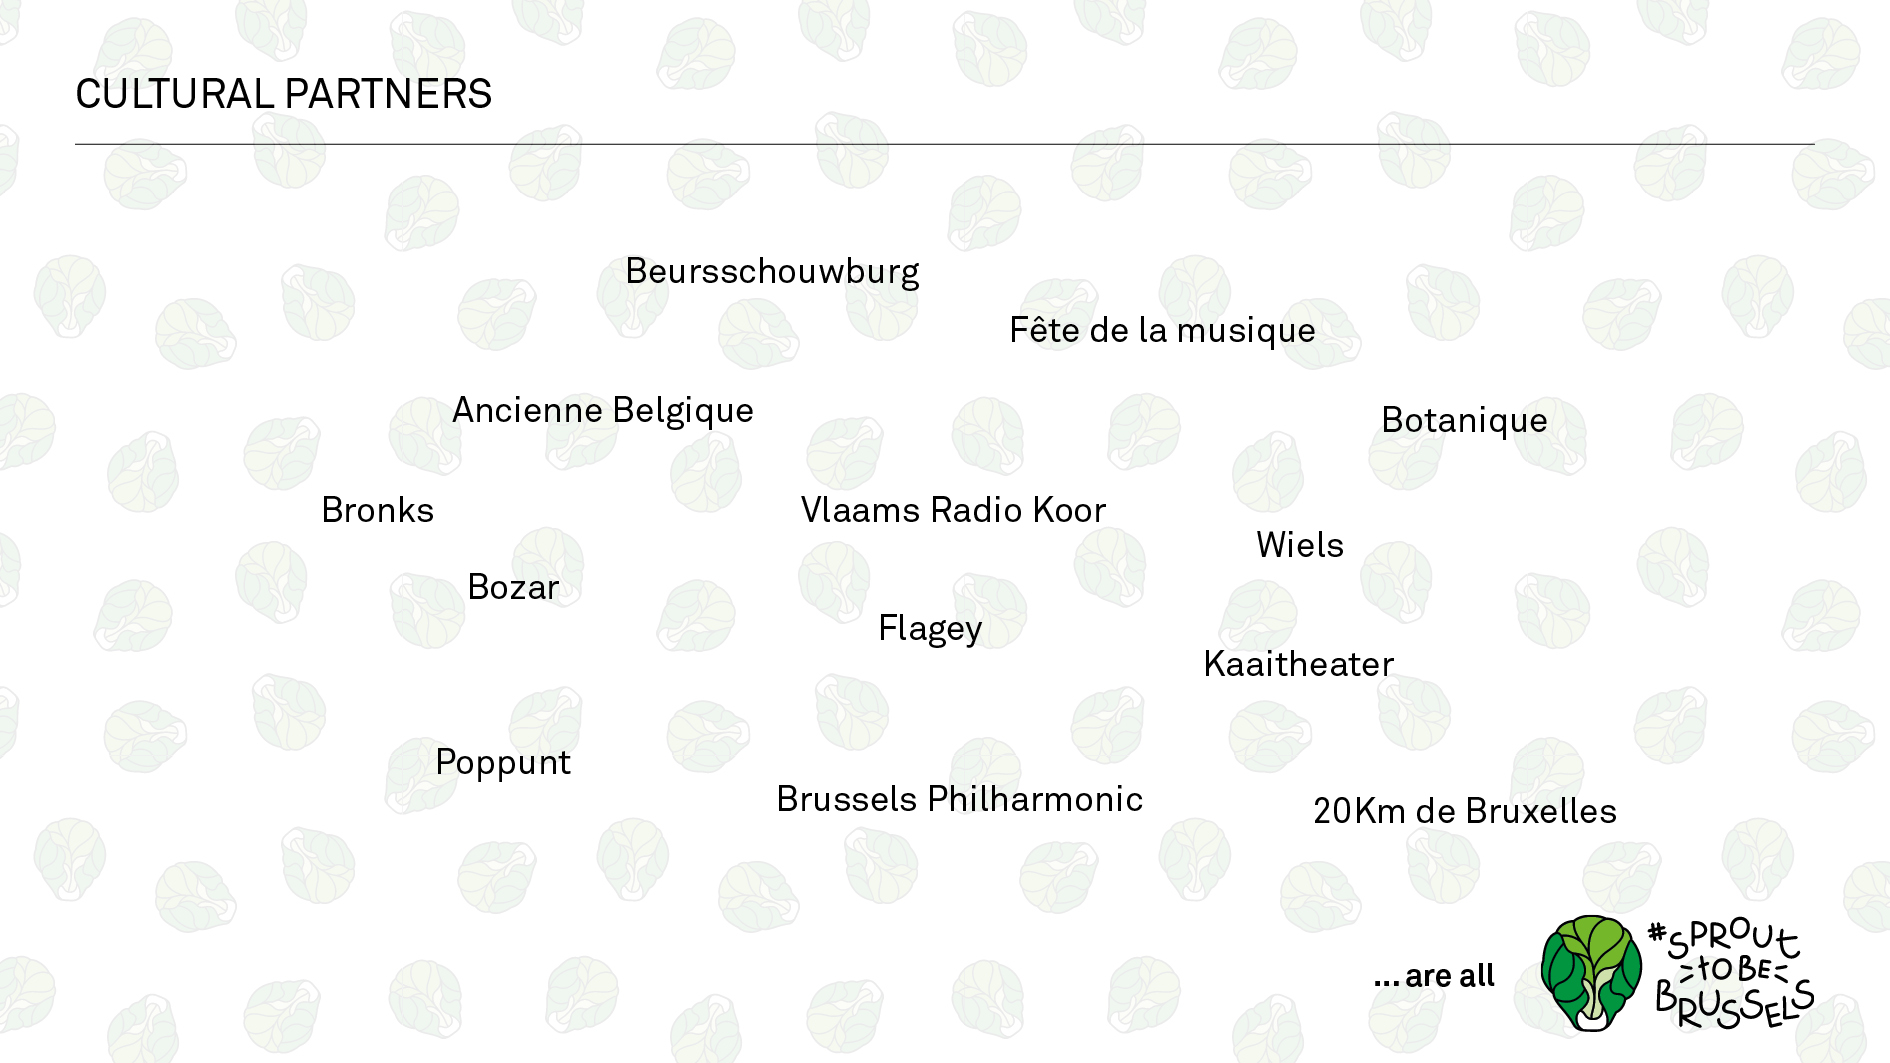 CULTURAL PARTNERS
Beursschouwburg
Fête de la musique
Ancienne Belgique
Botanique
Bronks
Vlaams Radio Koor
Wiels
Bozar
Flagey
Kaaitheater
Poppunt
Brussels Philharmonic
20Km de Bruxelles
... are all
#SPROUT
TO BE
BRUSSELS